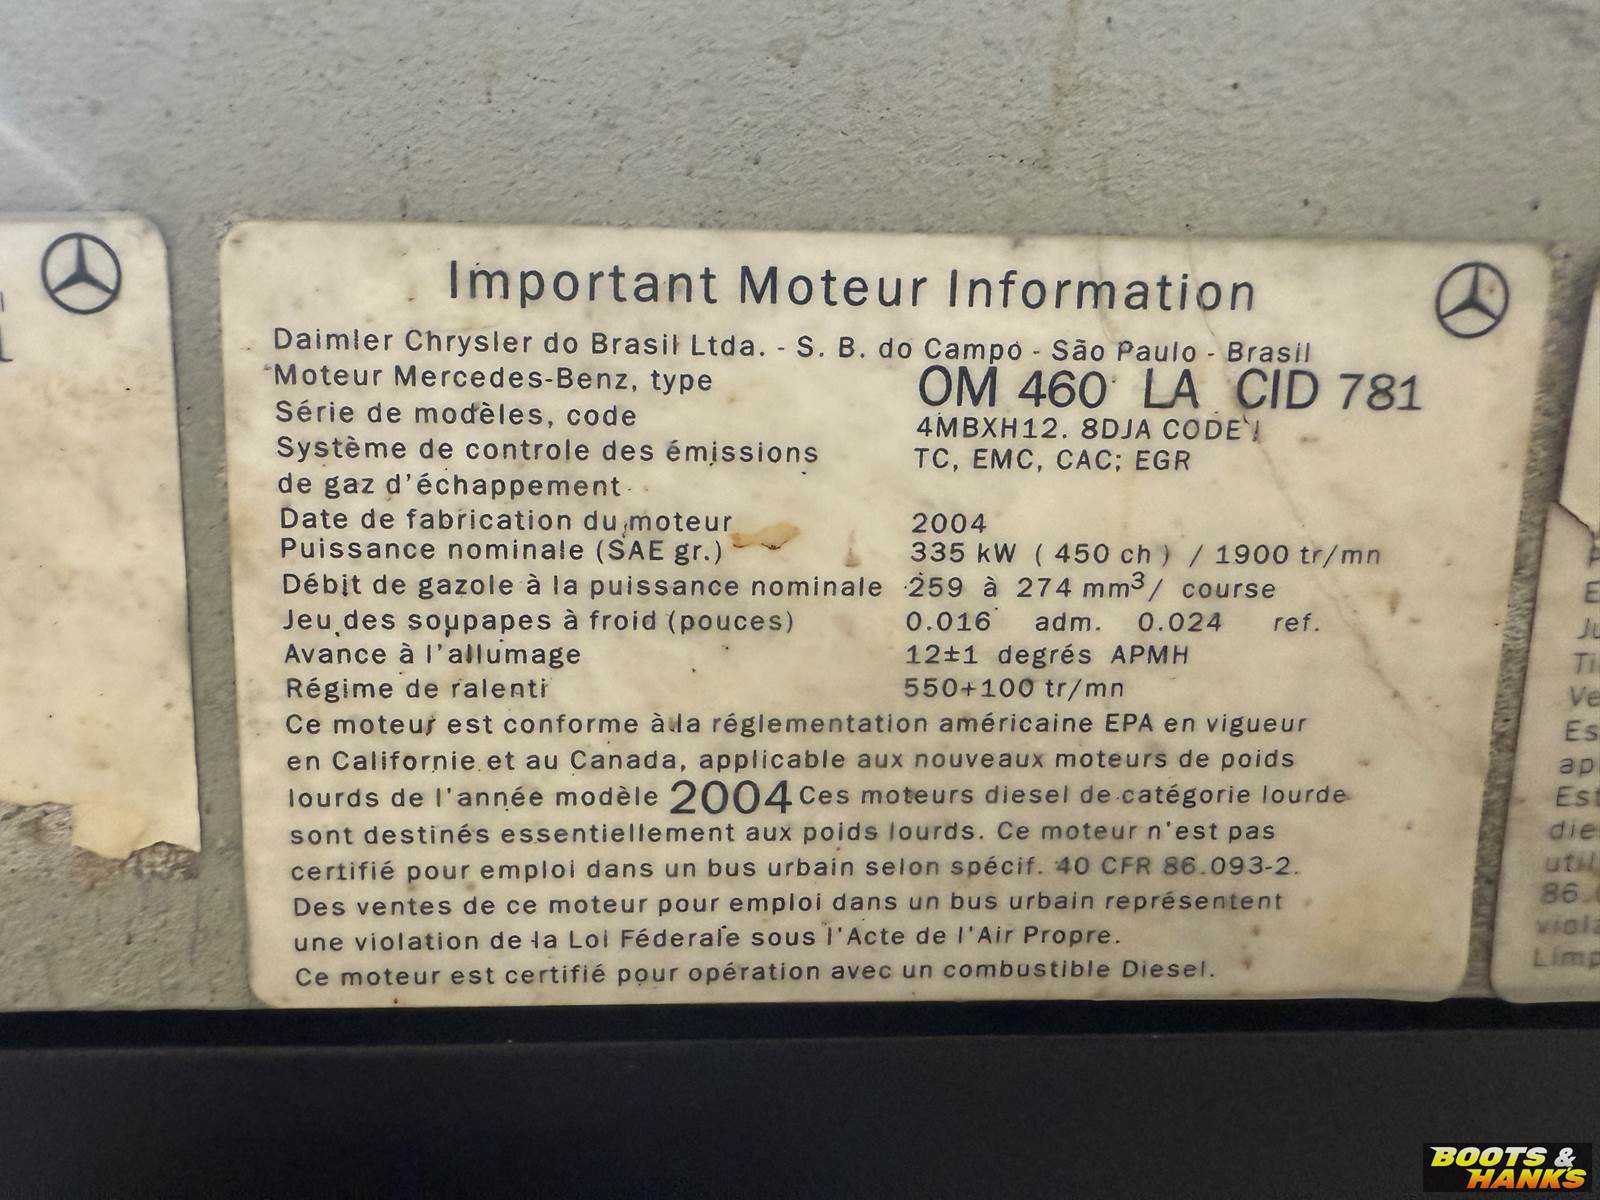 Important Moteur Information
Daimler Chrysler do Brasil Ltda. - S. B. do Campo - São Paulo - Brasil
Moteur Mercedes-Benz, type OM 460 LA CID 781
Série de modèles, code 4MBXH12. 8DJA CODE
Système de controle des émissions TC, EMC, CAC; EGR
de gaz d'échappement
Date de fabrication du moteur 2004
Puissance nominale (SAE gr.) 335 kW ( 450 ch ) / 1900 tr/mn
Débit de gazole à la puissance nominale 259 à 274 mm³/ course
Jeu des soupapes à froid (pouces) 0.016 adm. 0.024 ref.
Avance à l'allumage 12±1 degrés APMH
Régime de ralenti 550+100 tr/mn
Ce moteur est conforme à la réglementation américaine EPA en vigueur
en Californie et au Canada, applicable aux nouveaux moteurs de poids
lourds de l'année modèle 2004 Ces moteurs diesel de catégorie lourde
sont destinés essentiellement aux poids lourds. Ce moteur n'est pas
certifié pour emploi dans un bus urbain selon spécif. 40 CFR 86.093-2.
Des ventes de ce moteur pour emploi dans un bus urbain représentent
une violation de la Loi Féderale sous l'Acte de l'Air Propre.
Ce moteur est certifié pour opération avec un combustible Diesel.
BOOTS &
HANKS